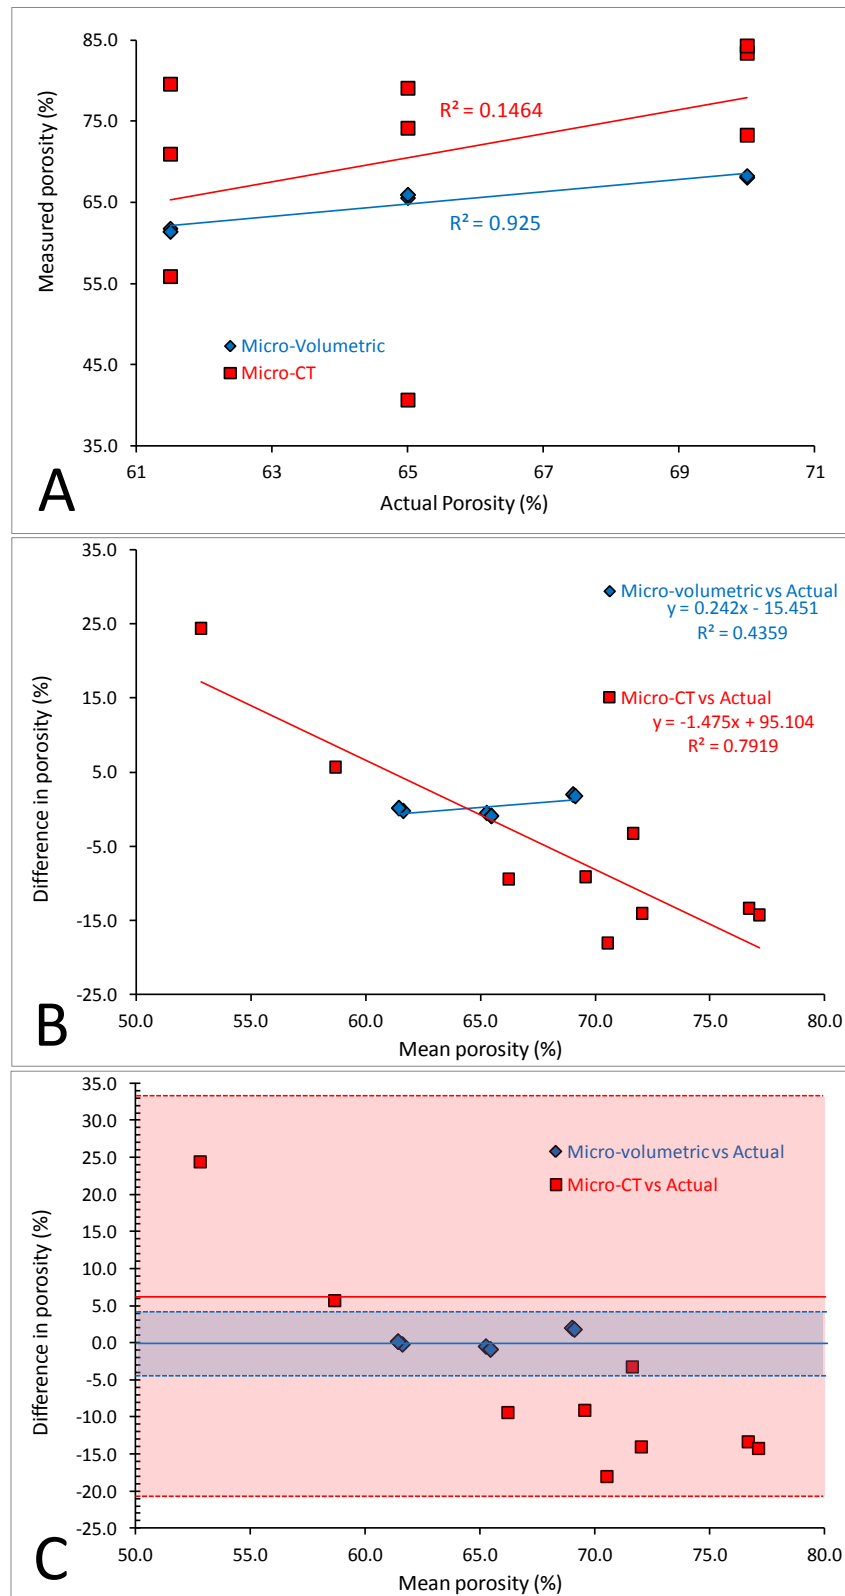 85.0
75.0
65.0
55.0
45.0
35.0
Measured porosity (%)
R² = 0.1464
R² = 0.925
Micro-Volumetric
Micro-CT
61 63 65 67 69 71
Actual Porosity (%)
A
35.0
25.0
15.0
5.0
-5.0
-15.0
-25.0
Difference in porosity (%)
Micro-volumetric vs Actual
y = 0.242x - 15.451
R² = 0.4359
Micro-CT vs Actual
y = -1.475x + 95.104
R² = 0.7919
50.0 55.0 60.0 65.0 70.0 75.0 80.0
Mean porosity (%)
B
35.0
30.0
25.0
20.0
15.0
10.0
5.0
0.0
-5.0
-10.0
-15.0
-20.0
-25.0
Difference in porosity (%)
Micro-volumetric vs Actual
Micro-CT vs Actual
50.0 55.0 60.0 65.0 70.0 75.0 80.0
Mean porosity (%)
C